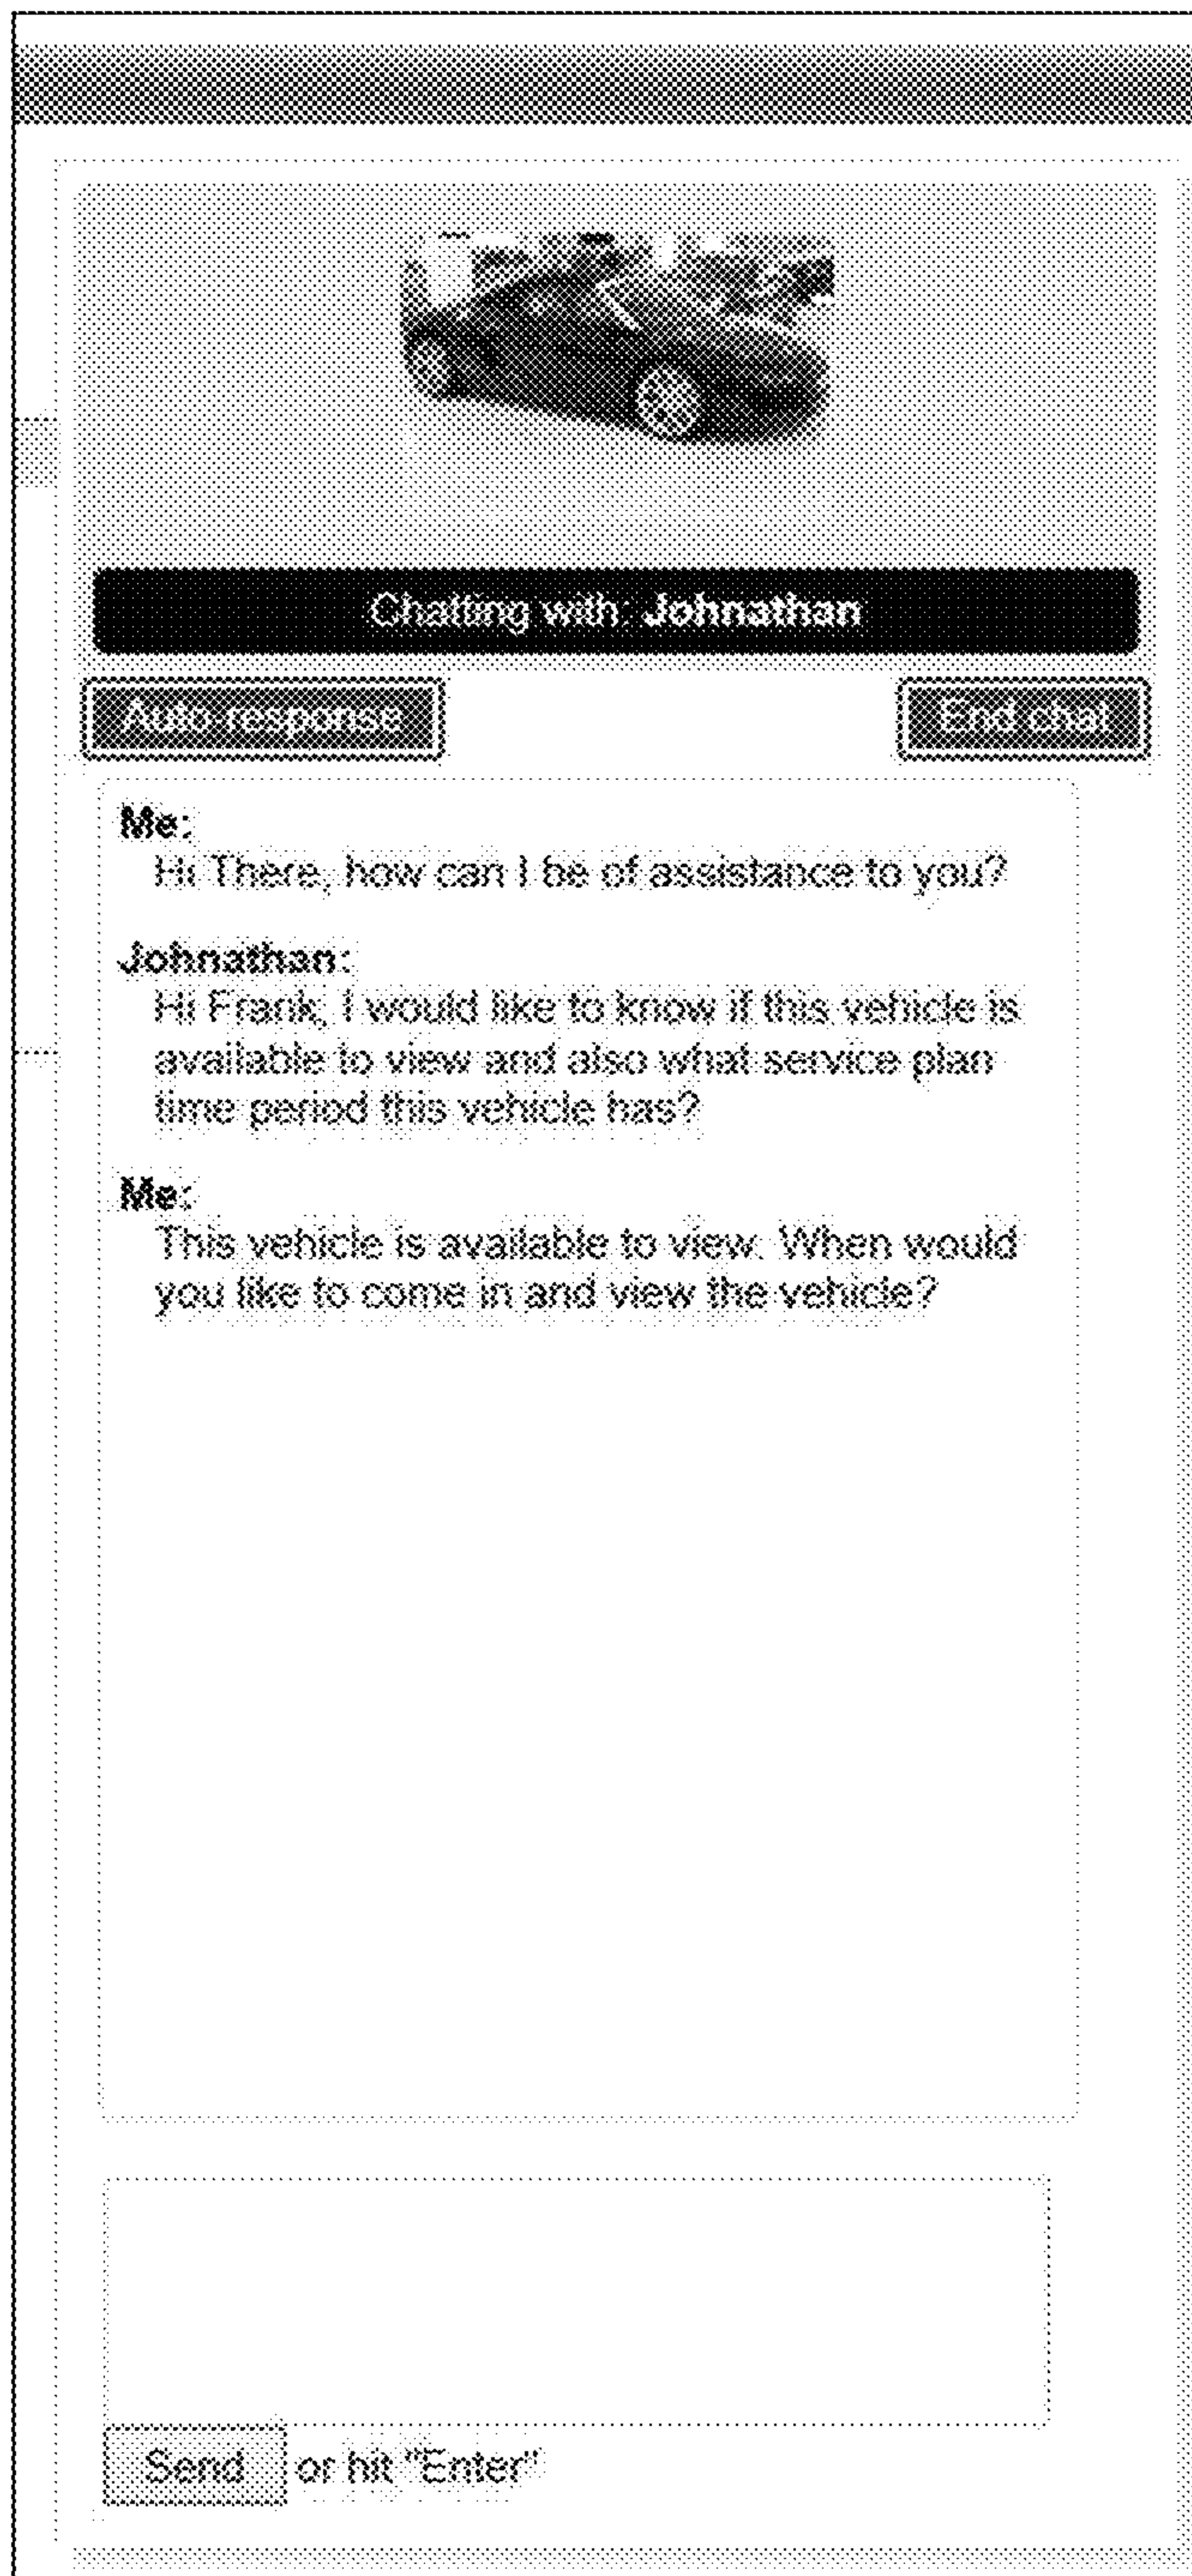 Chatting with: Johnathan
Auto-response
End chat
Me:
Hi There, how can I be of assistance to you?
Johnathan:
Hi Frank, I would like to know if this vehicle is
available to view and also what service plan
time period this vehicle has?
Me:
This vehicle is available to view. When would
you like to come in and view the vehicle?
Send or hit "Enter"